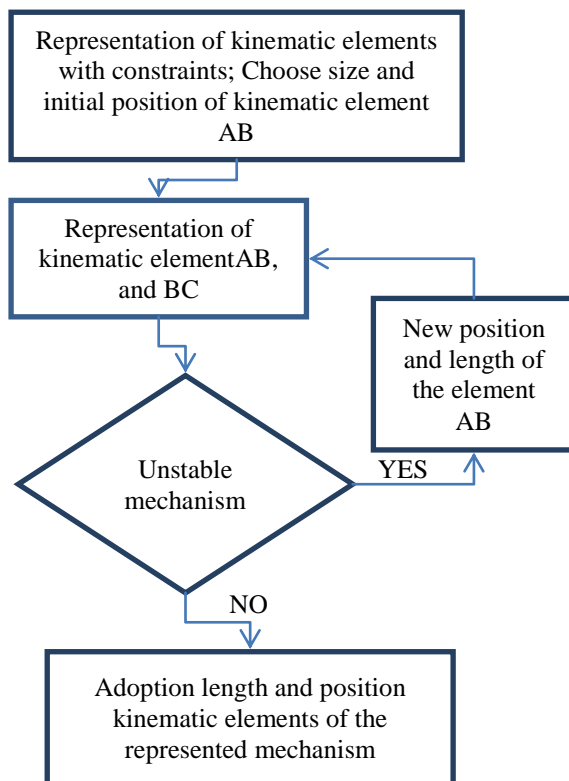 Representation of kinematic elements
with constraints; Choose size and
initial position of kinematic element
AB
Representation of
kinematic elementAB,
and BC
New position
and length of
the element
AB
Unstable
mechanism
YES
NO
Adoption length and position
kinematic elements of the
represented mechanism